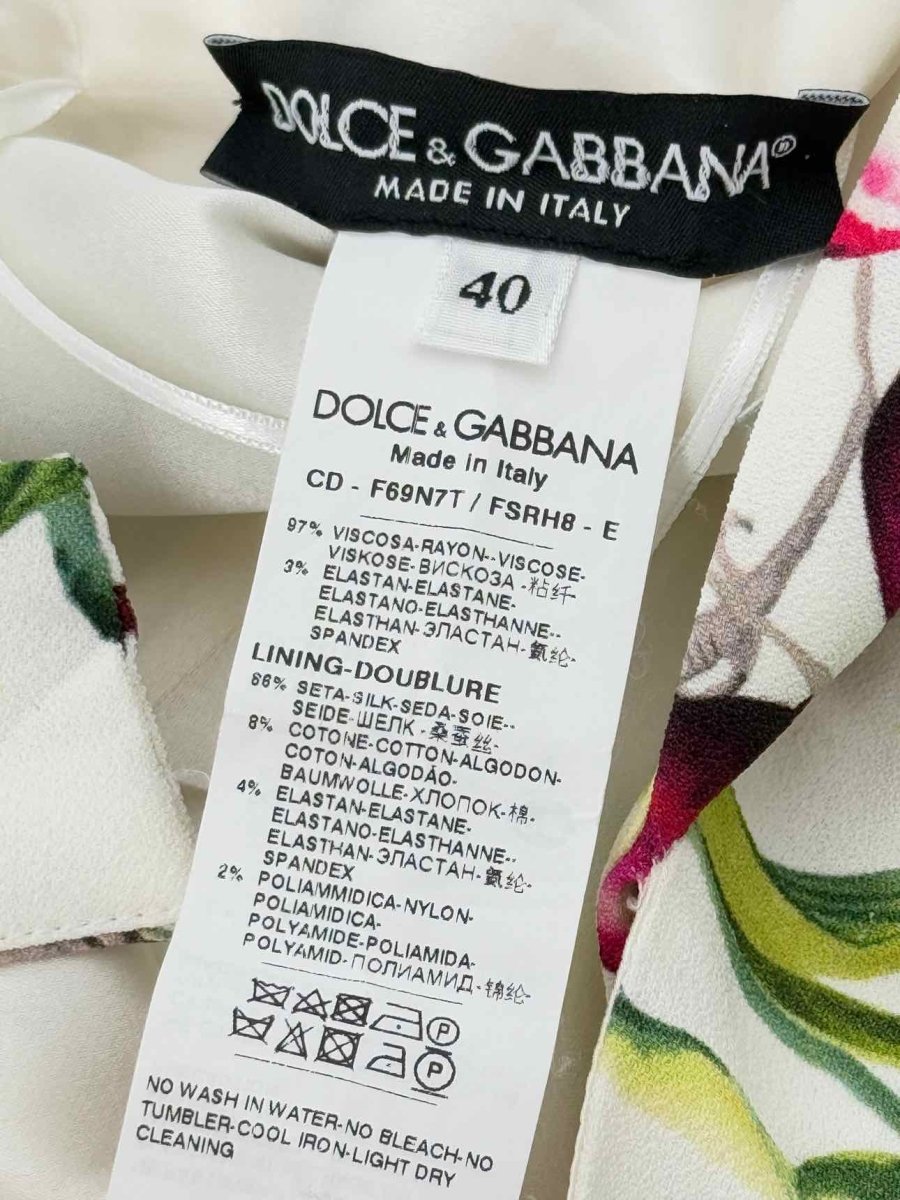 DOLCE & GABBANA®
MADE IN ITALY
40
DOLCE & GABBANA
Made in Italy
CD - F69N7T / FSRH8 - E
97% VISCOSA-RAYON--VISCOSE-
VISKOSE-ВИСКОЗА -粘纤-
3% ELASTAN-ELASTANE-
ELASTANO-ELASTHANNE--
ELASTHAN-ЭЛАСТАН-氨纶-
SPANDEX
LINING-DOUBLURE
86% SETA-SILK-SEDA-SOIE--
SEIDE-ШЕЛК -桑蚕丝-
8% COTONE-COTTON-ALGODON-
COTON-ALGODÃO-
BAUMWOLLE-ХЛОПОК-棉-
4% ELASTAN-ELASTANE-
ELASTANO-ELASTHANNE--
ELASTHAN-ЭЛАСТАН-氨纶-
SPANDEX
2% POLIAMMIDICA-NYLON-
POLIAMIDICA-
POLYAMIDE-POLIAMIDA-
POLYAMID-ПОЛИАМИД-锦纶-
P
P
NO WASH IN WATER-NO BLEACH-NO
TUMBLER-COOL IRON-LIGHT DRY
CLEANING